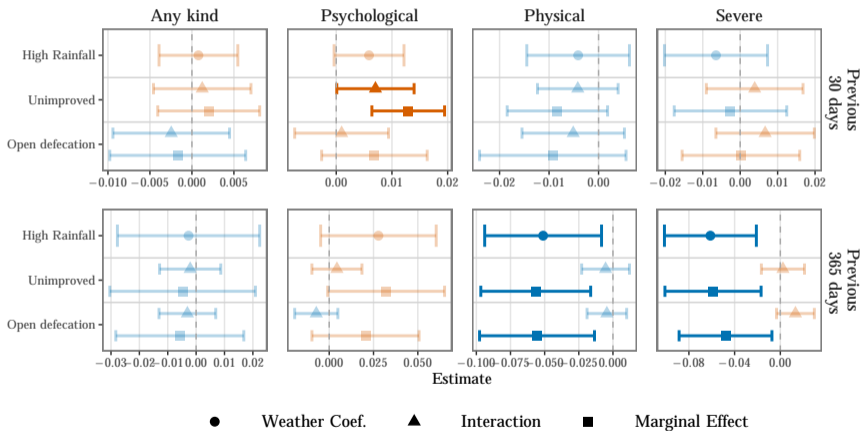 Any kind Psychological Physical Severe
High Rainfall
Unimproved
Open defecation
Previous
30 days
−0.010 −0.005 0.000 0.005 0.00 0.01 0.02 −0.02 −0.01 0.00 −0.02 −0.01 0.00 0.01 0.02
High Rainfall
Unimproved
Open defecation
Previous
365 days
−0.03 −0.02 −0.01 0.00 0.01 0.02 0.000 0.025 0.050 −0.100 −0.075 −0.050 −0.025 0.000 −0.08 −0.04 0.00
Estimate
Weather Coef. Interaction Marginal Effect